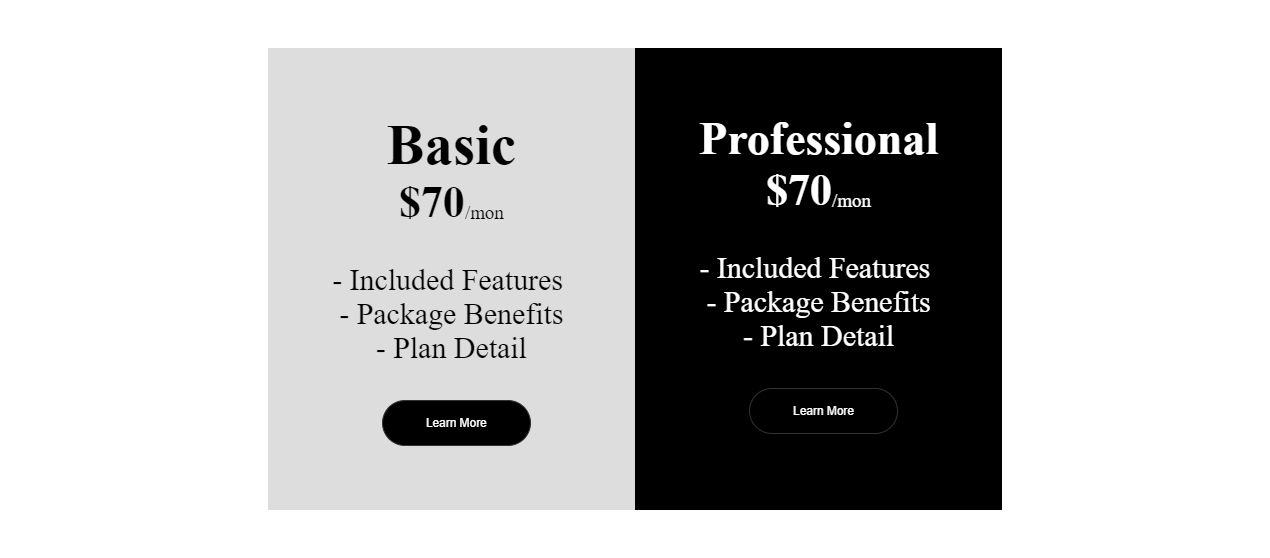 Basic
$70/mon
- Included Features
- Package Benefits
- Plan Detail
Learn More
Professional
$70/mon
- Included Features
- Package Benefits
- Plan Detail
Learn More